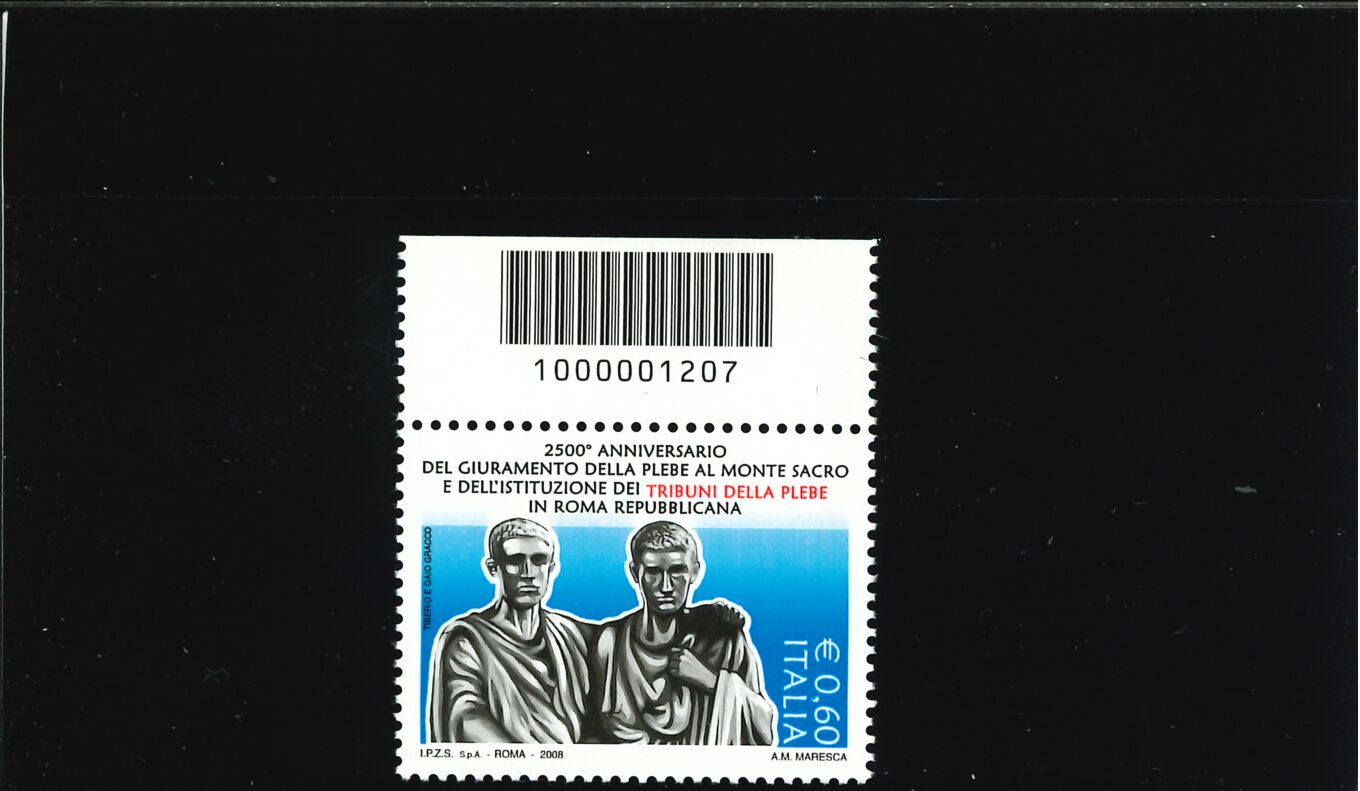 1000001207
2500° ANNIVERSARIO
DEL GIURAMENTO DELLA PLEBE AL MONTE SACRO
E DELL'ISTITUZIONE DEI TRIBUNI DELLA PLEBE
IN ROMA REPUBBLICANA
TIBERIO E GAIO GRACCO
€ 0,60
ITALIA
I.P.Z.S. S.p.A. - ROMA - 2008
A.M. MARESCA